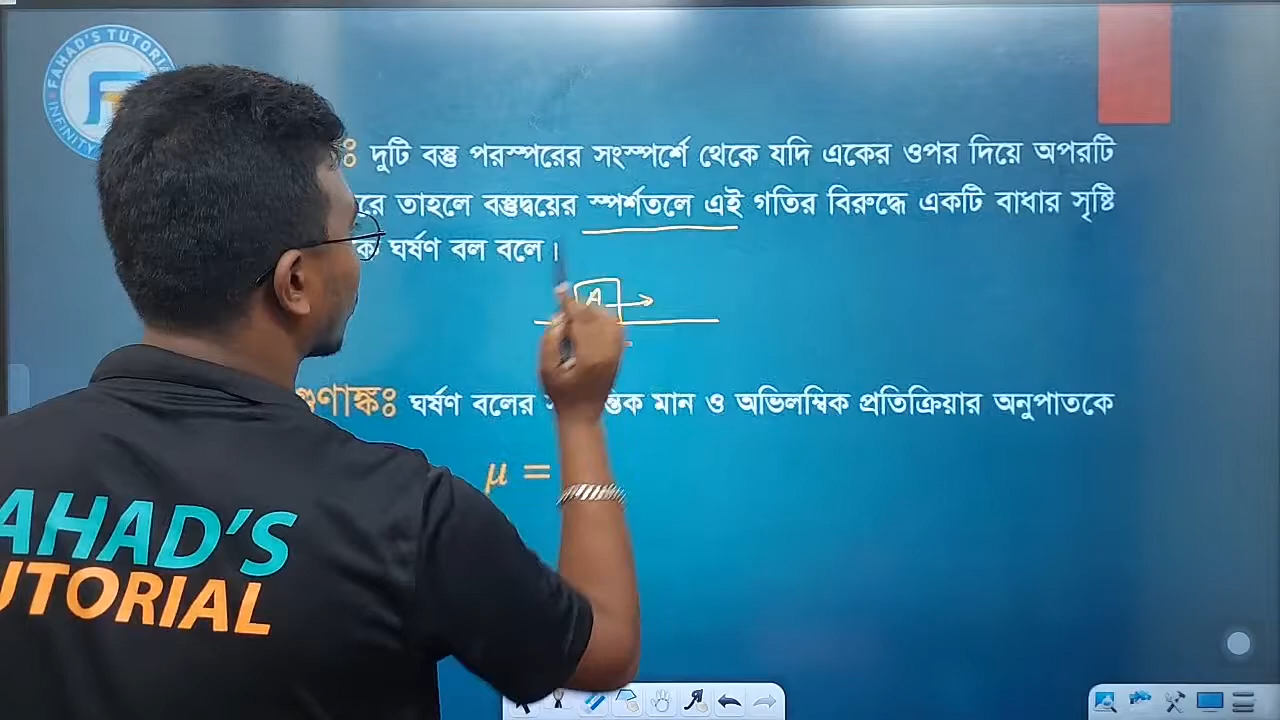 FAHAD'S TUTORIAL
INFINITY
ঃ দুটি বস্তু পরস্পরের সংস্পর্শে থেকে যদি একের ওপর দিয়ে অপরটি
রে তাহলে বস্তুদ্বয়ের স্পর্শতলে এই গতির বিরুদ্ধে একটি বাধার সৃষ্টি
ঘর্ষণ বল বলে।
A
গুণাঙ্কঃ ঘর্ষণ বলের মান ও অভিলম্বিক প্রতিক্রিয়ার অনুপাতকে
μ =
AHAD'S
UTORIAL